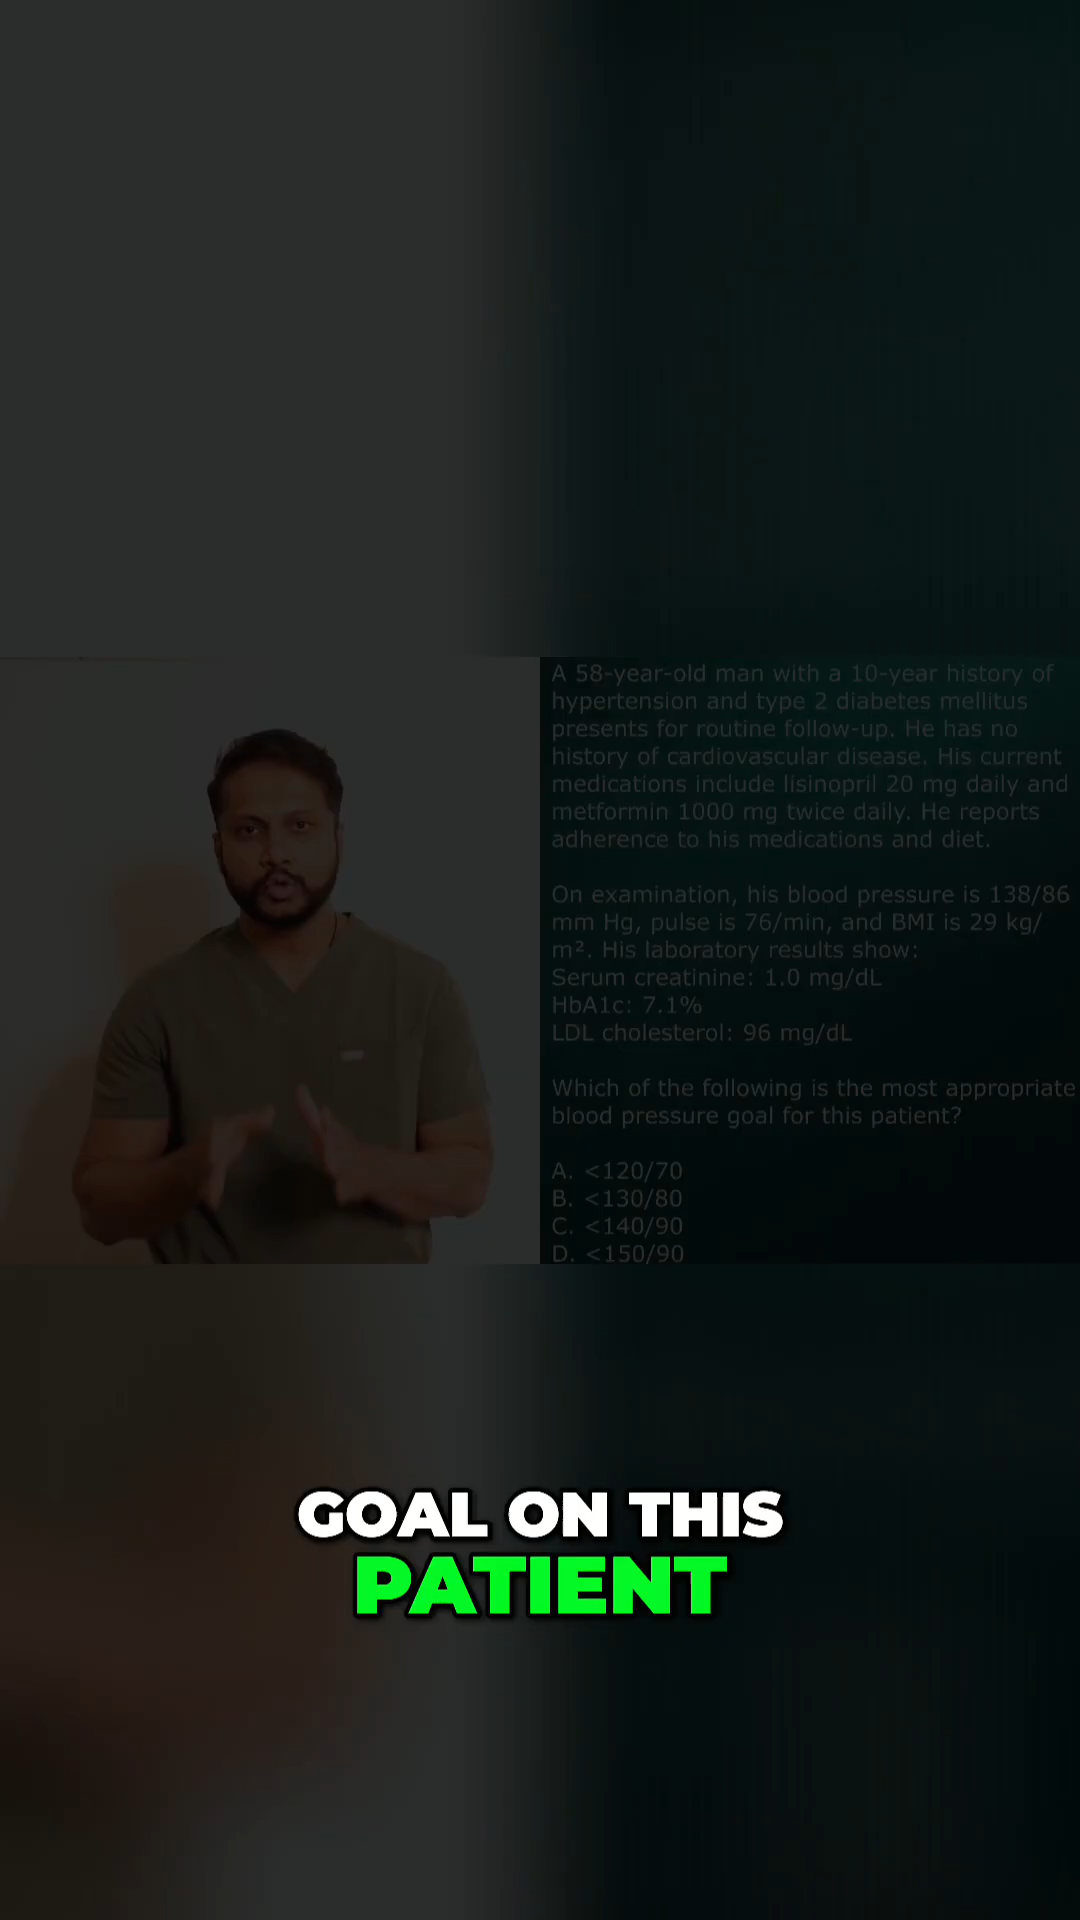 A 58-year-old man with a 10-year history of
hypertension and type 2 diabetes mellitus
presents for routine follow-up. He has no
history of cardiovascular disease. His current
medications include lisinopril 20 mg daily and
metformin 1000 mg twice daily. He reports
adherence to his medications and diet.
On examination, his blood pressure is 138/86
mm Hg, pulse is 76/min, and BMI is 29 kg/
m². His laboratory results show:
Serum creatinine: 1.0 mg/dL
HbA1c: 7.1%
LDL cholesterol: 96 mg/dL
Which of the following is the most appropriate
blood pressure goal for this patient?
A. <120/70
B. <130/80
C. <140/90
D. <150/90
GOAL ON THIS
PATIENT